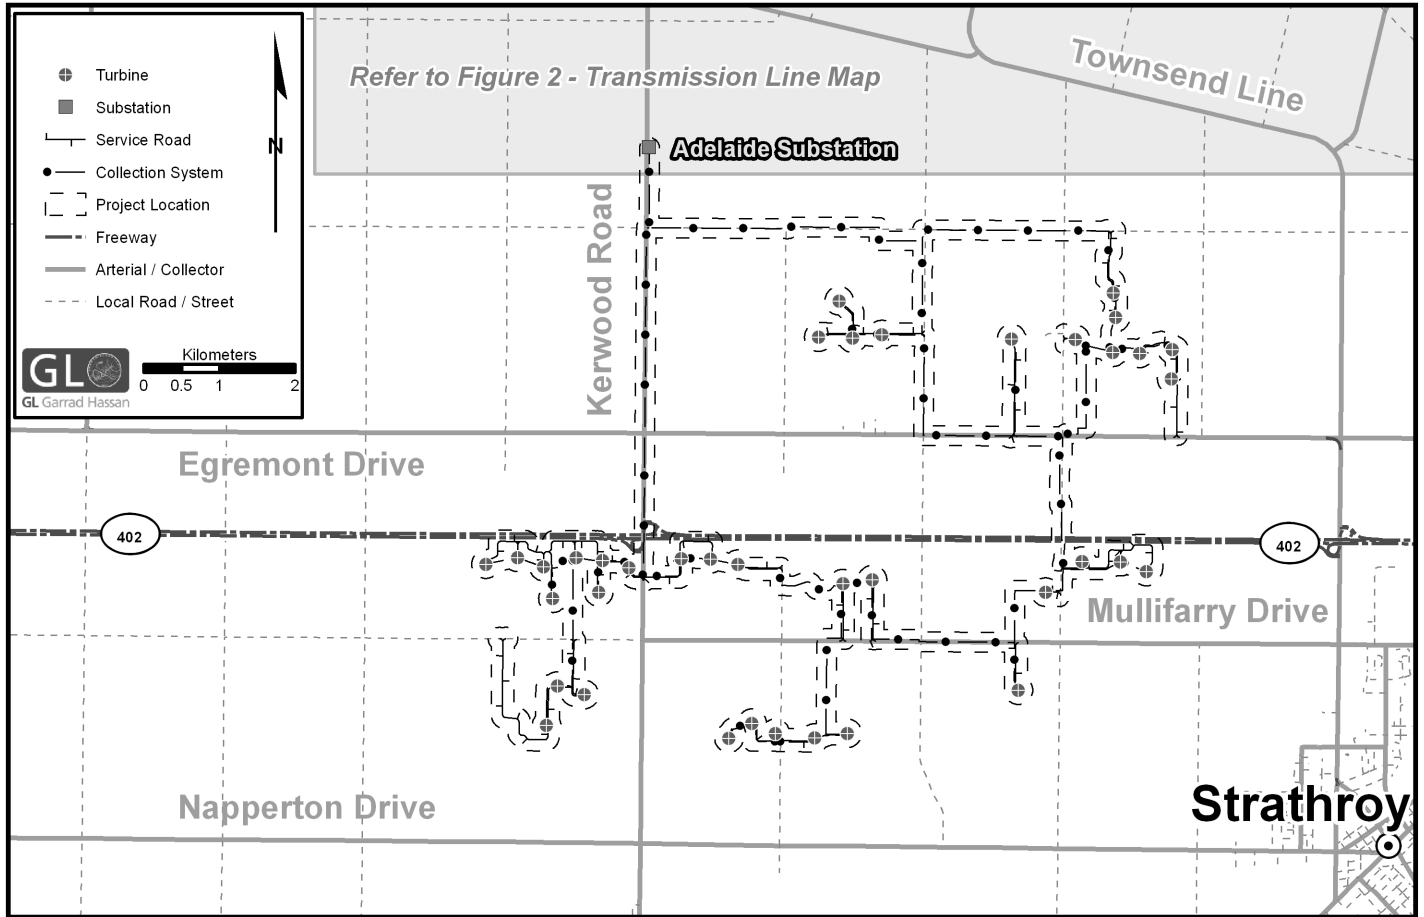 Turbine
Substation
Service Road
Collection System
Project Location
Freeway
Arterial / Collector
Local Road / Street
N
GL
GL Garrad Hassan
Kilometers
0 0.5 1 2
Refer to Figure 2 - Transmission Line Map
Townsend Line
Adelaide Substation
Kerwood Road
Egremont Drive
402
402
Mullifarry Drive
Napperton Drive
Strathroy